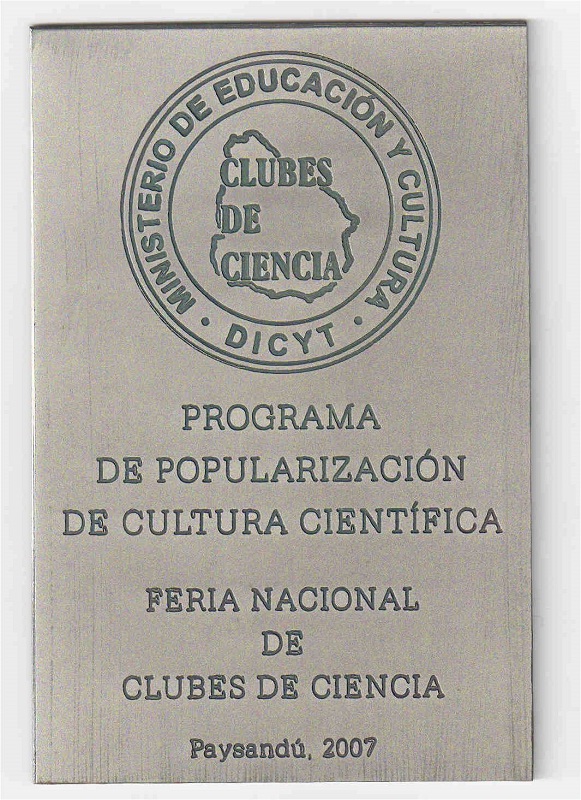 MINISTERIO DE EDUCACIÓN Y CULTURA
CLUBES
DE
CIENCIA
• DICYT •
PROGRAMA
DE POPULARIZACIÓN
DE CULTURA CIENTÍFICA
FERIA NACIONAL
DE
CLUBES DE CIENCIA
Paysandú, 2007